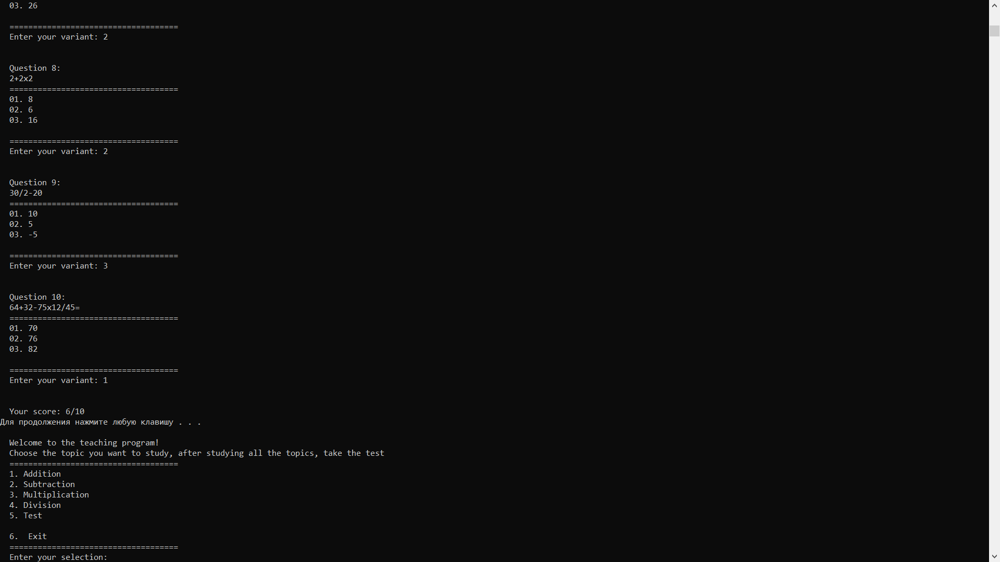 03. 26
====================================
Enter your variant: 2
Question 8:
2+2x2
====================================
01. 8
02. 6
03. 16
====================================
Enter your variant: 2
Question 9:
30/2-20
====================================
01. 10
02. 5
03. -5
====================================
Enter your variant: 3
Question 10:
64+32-75x12/45=
====================================
01. 70
02. 76
03. 82
====================================
Enter your variant: 1
Your score: 6/10
Для продолжения нажмите любую клавишу . . .
Welcome to the teaching program!
Choose the topic you want to study, after studying all the topics, take the test
====================================
1. Addition
2. Subtraction
3. Multiplication
4. Division
5. Test
6.  Exit
====================================
Enter your selection: